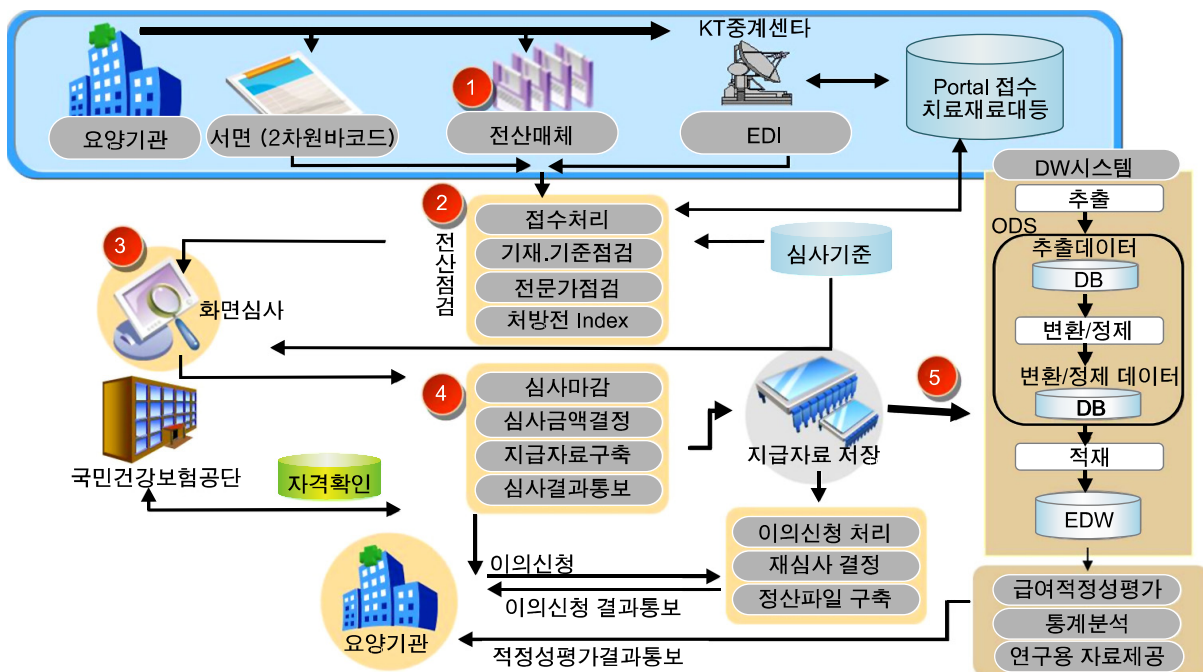 KT중계센타
Portal 접수
치료재료대등
1
요양기관
서면 (2차원바코드)
전산매체
EDI
2
전산점검
접수처리
기재.기준점검
전문가점검
처방전 Index
심사기준
3
화면심사
DW시스템
추출
ODS
추출데이터
DB
변환/정제
변환/정제 데이터
DB
적재
EDW
국민건강보험공단
자격확인
4
심사마감
심사금액결정
지급자료구축
심사결과통보
지급자료 저장
5
이의신청 처리
재심사 결정
정산파일 구축
이의신청
이의신청 결과통보
요양기관
적정성평가결과통보
급여적정성평가
통계분석
연구용 자료제공